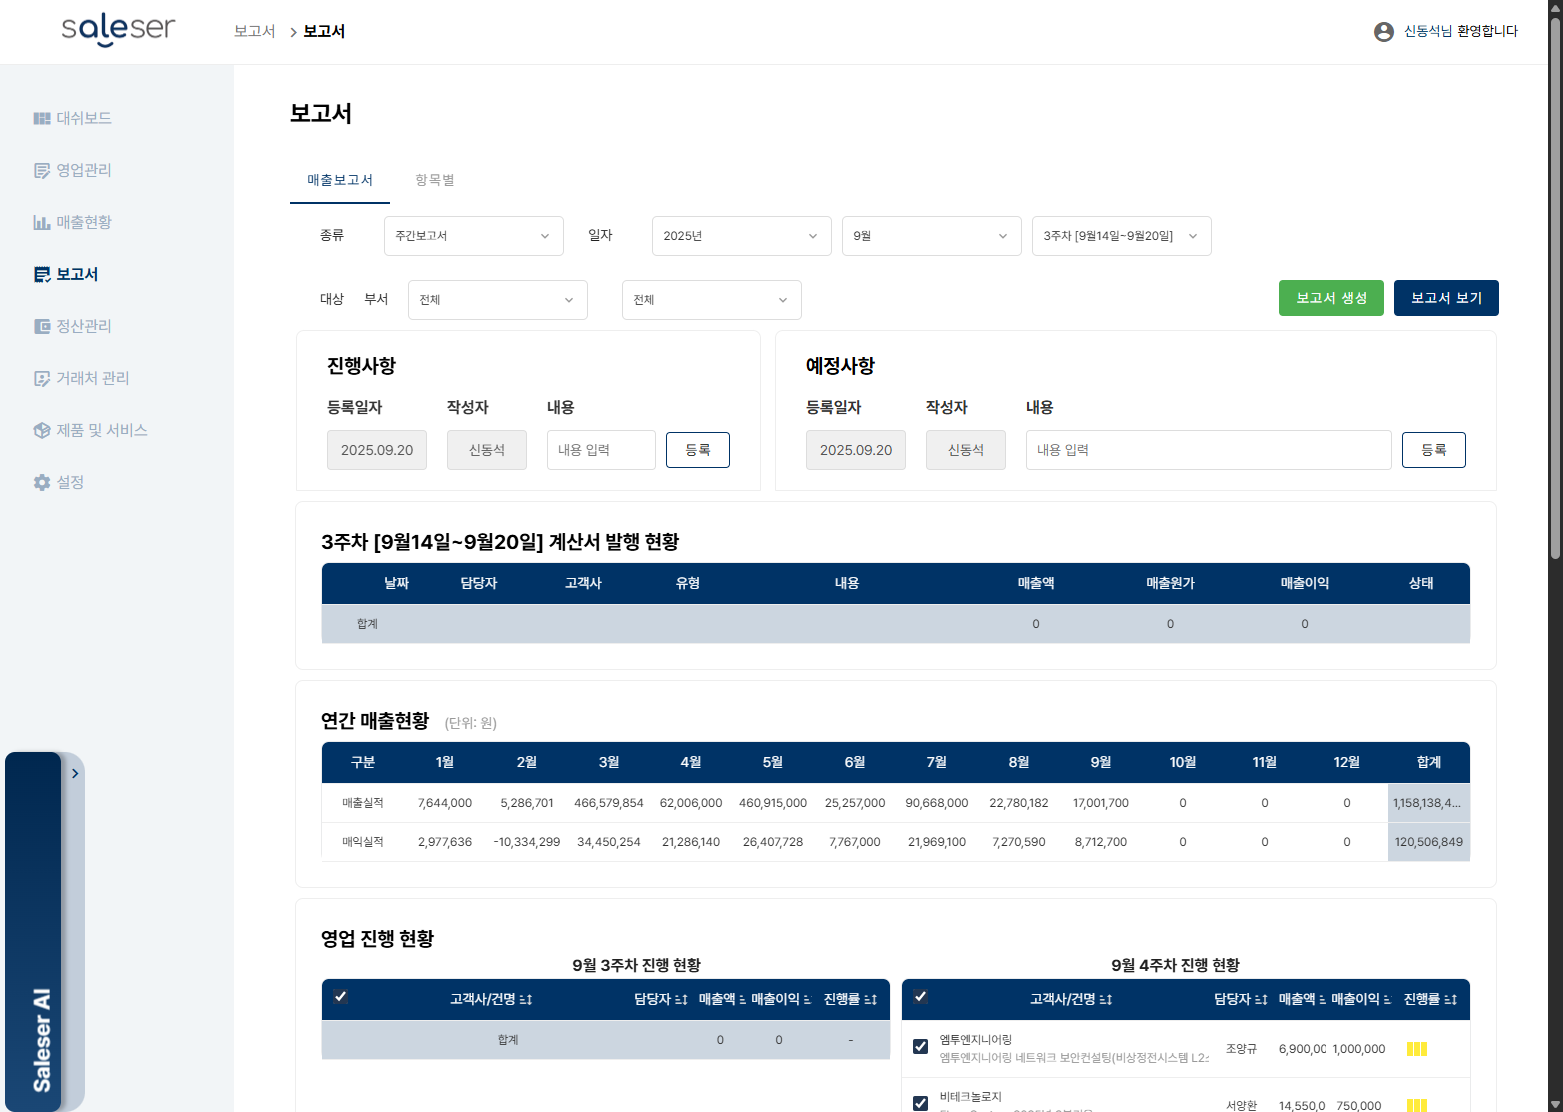 saleser
보고서 > 보고서
신동석님 환영합니다
대쉬보드
영업관리
매출현황
보고서
정산관리
거래처 관리
제품 및 서비스
설정
Saleser AI
보고서
매출보고서 항목별
종류 주간보고서 일자 2025년 9월 3주차 [9월14일~9월20일]
대상 부서 전체 전체 보고서 생성 보고서 보기
진행사항
등록일자 작성자 내용
2025.09.20 신동석 내용 입력 등록
예정사항
등록일자 작성자 내용
2025.09.20 신동석 내용 입력 등록
3주차 [9월14일~9월20일] 계산서 발행 현황
날짜 담당자 고객사 유형 내용 매출액 매출원가 매출이익 상태
합계 0 0 0
연간 매출현황 (단위: 원)
구분 1월 2월 3월 4월 5월 6월 7월 8월 9월 10월 11월 12월 합계
매출실적 7,644,000 5,286,701 466,579,854 62,006,000 460,915,000 25,257,000 90,668,000 22,780,182 17,001,700 0 0 0 1,158,138,4...
매익실적 2,977,636 -10,334,299 34,450,254 21,286,140 26,407,728 7,767,000 21,969,100 7,270,590 8,712,700 0 0 0 120,506,849
영업 진행 현황
9월 3주차 진행 현황
고객사/건명 담당자 매출액 매출이익 진행률
합계 0 0 -
9월 4주차 진행 현황
고객사/건명 담당자 매출액 매출이익 진행률
엠투엔지니어링
엠투엔지니어링 네트워크 보안컨설팅(비상정전시스템 L2
조양규 6,900,00 1,000,000
비테크놀로지
서양환 14,550,0 750,000